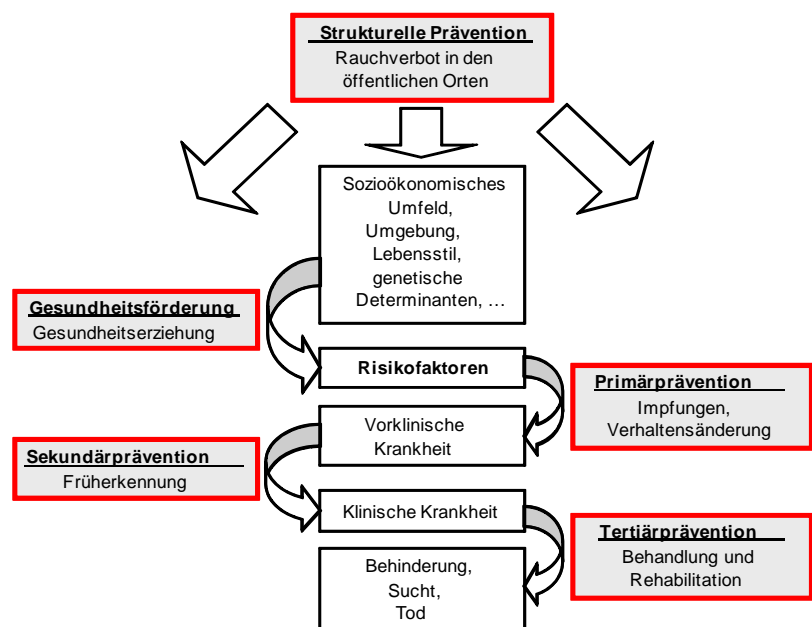 Strukturelle Prävention
Rauchverbot in den
öffentlichen Orten
Sozioökonomisches
Umfeld,
Umgebung,
Lebensstil,
genetische
Determinanten, …
Gesundheitsförderung
Gesundheitserziehung
Risikofaktoren
Primärprävention
Impfungen,
Verhaltensänderung
Vorklinische
Krankheit
Sekundärprävention
Früherkennung
Klinische Krankheit
Tertiärprävention
Behandlung und
Rehabilitation
Behinderung,
Sucht,
Tod